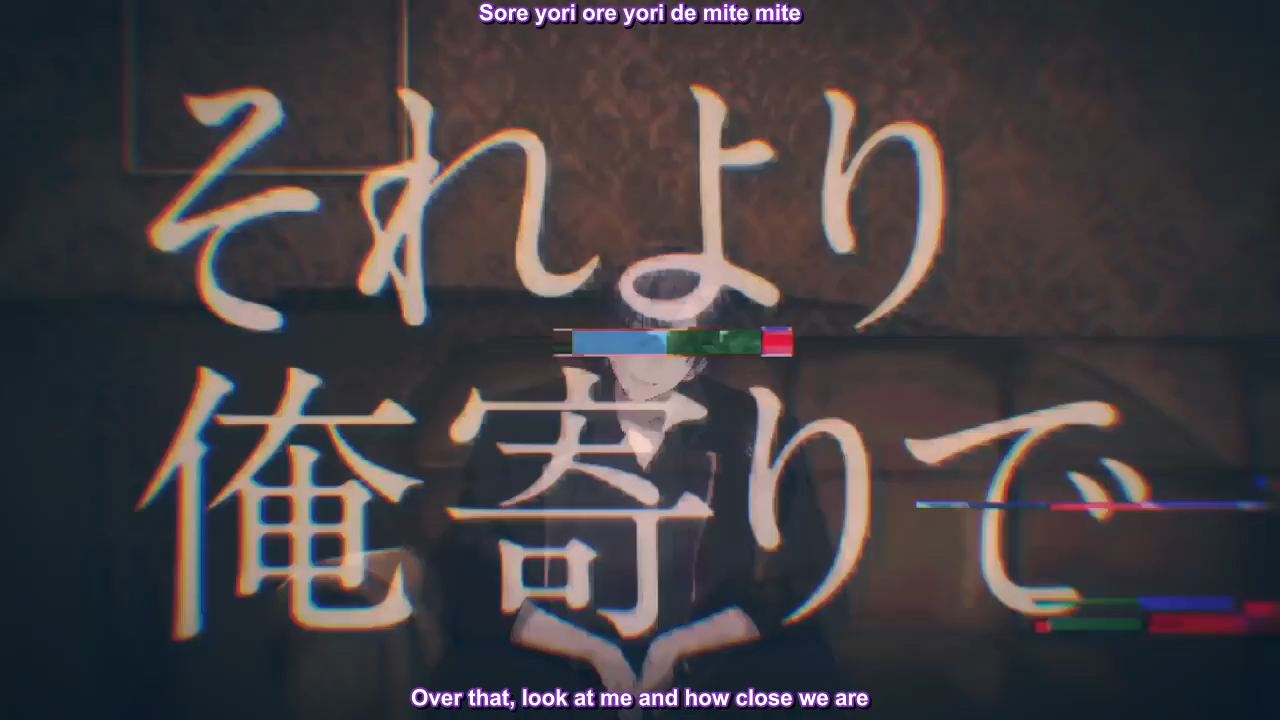 Sore yori ore yori de mite mite
それより
俺寄りで
Over that, look at me and how close we are